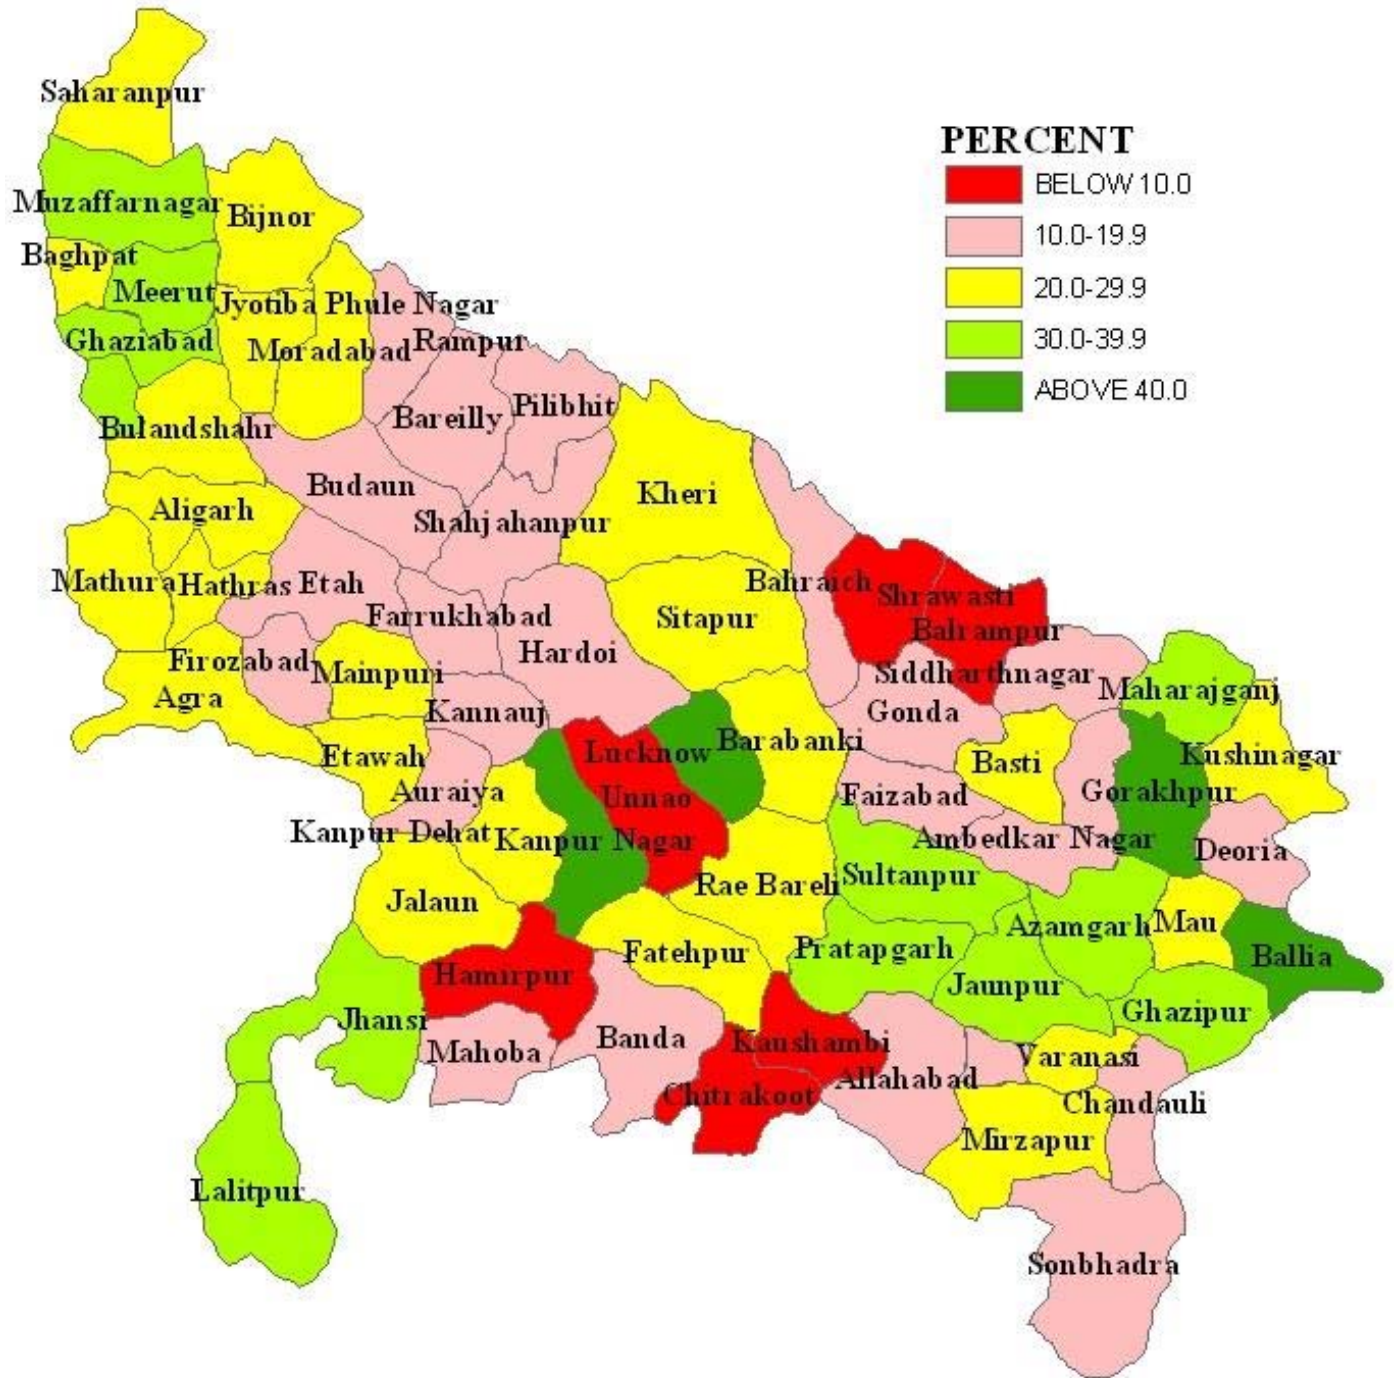 Saharanpur
PERCENT
BELOW 10.0
10.0-19.9
20.0-29.9
30.0-39.9
ABOVE 40.0
Muzaffarnagar
Bijnor
Baghpat
Meerut
Jyotiba Phule Nagar
Ghaziabad
Moradabad
Rampur
Bareilly
Pilibhit
Bulandshahr
Budaun
Kheri
Aligarh
Shahjahanpur
Mathura
Hathras
Etah
Bahraich
Shrawasti
Farrukhabad
Sitapur
Balrampur
Hardoi
Firozabad
Mainpuri
Siddharthnagar
Maharajganj
Agra
Kannauj
Gonda
Lucknow
Barabanki
Etawah
Basti
Kushinagar
Auraiya
Unnao
Faizabad
Gorakhpur
Kanpur Dehat
Kanpur Nagar
Ambedkar Nagar
Deoria
Rae Bareli
Sultanpur
Jalaun
Azamgarh
Mau
Fatehpur
Pratapgarh
Ballia
Hamirpur
Jaunpur
Ghazipur
Jhansi
Mahoba
Banda
Kaushambi
Varanasi
Allahabad
Chitrakoot
Chandauli
Mirzapur
Lalitpur
Sonbhadra